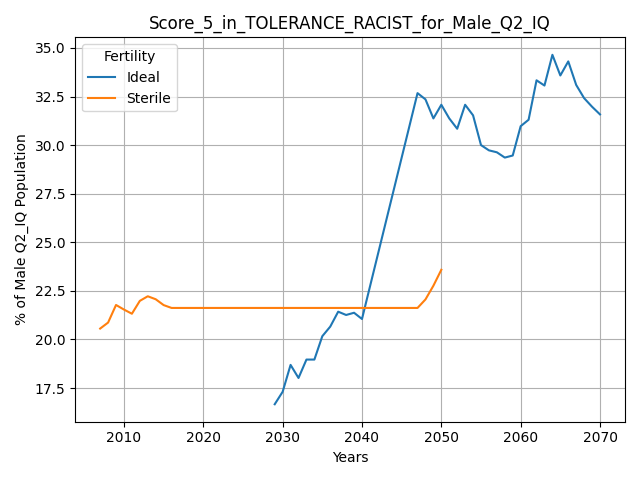 Score_5_in_TOLERANCE_RACIST_for_Male_Q2_IQ
Fertility
Ideal
Sterile
% of Male Q2_IQ Population
35.0
32.5
30.0
27.5
25.0
22.5
20.0
17.5
2010 2020 2030 2040 2050 2060 2070
Years